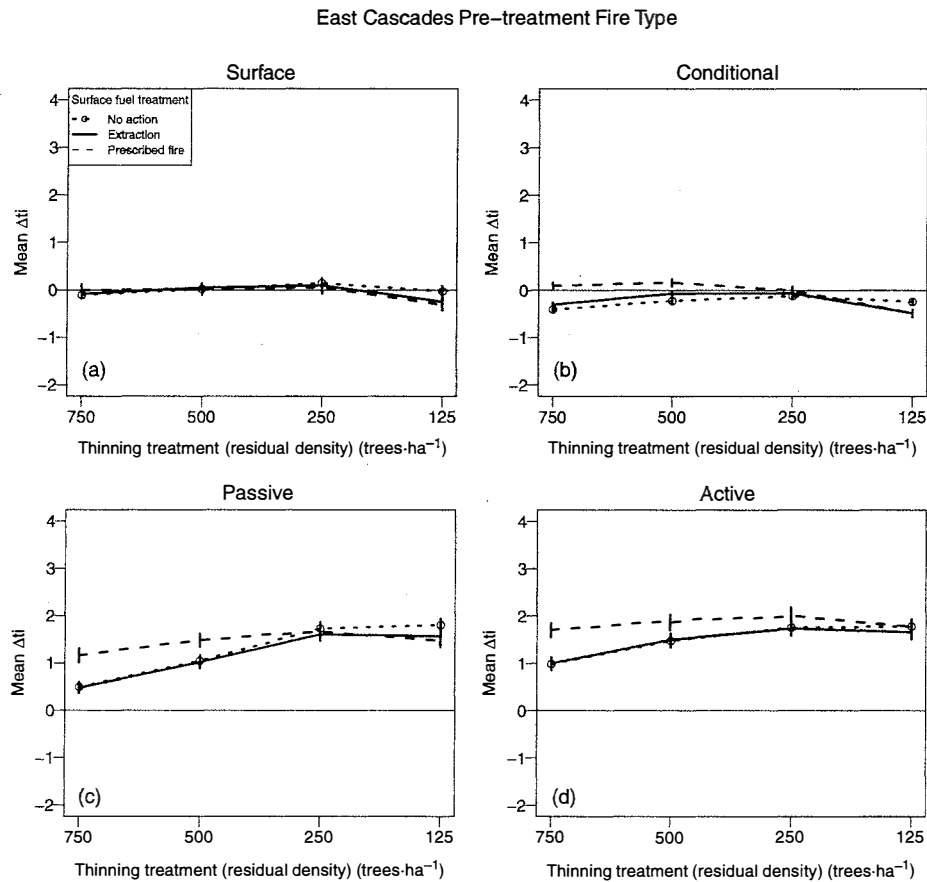 East Cascades Pre-treatment Fire Type
Surface
Surface fuel treatment
No action
Extraction
Prescribed fire
4
3
2
1
0
−1
−2
Mean Δti
(a)
750
500
250
125
Thinning treatment (residual density) (trees·ha⁻¹)
Conditional
4
3
2
1
0
−1
−2
Mean Δti
(b)
750
500
250
125
Thinning treatment (residual density) (trees·ha⁻¹)
Passive
4
3
2
1
0
−1
−2
Mean Δti
(c)
750
500
250
125
Thinning treatment (residual density) (trees·ha⁻¹)
Active
4
3
2
1
0
−1
−2
Mean Δti
(d)
750
500
250
125
Thinning treatment (residual density) (trees·ha⁻¹)